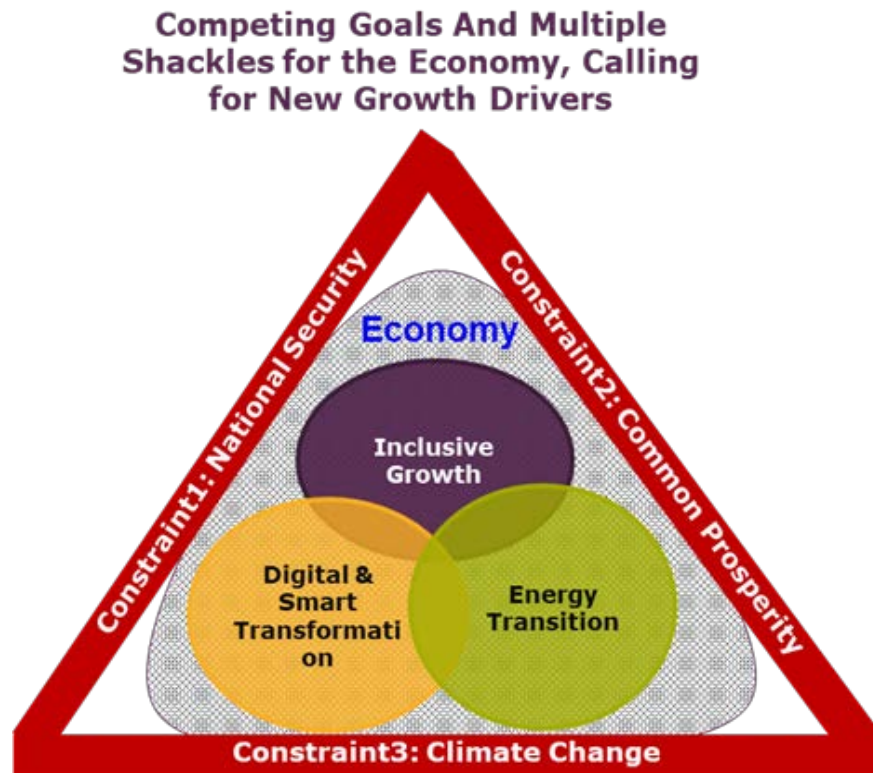 Competing Goals And Multiple
Shackles for the Economy, Calling
for New Growth Drivers
Constraint1: National Security
Constraint2: Common Prosperity
Economy
Inclusive
Growth
Digital &
Smart
Transformati
on
Energy
Transition
Constraint3: Climate Change